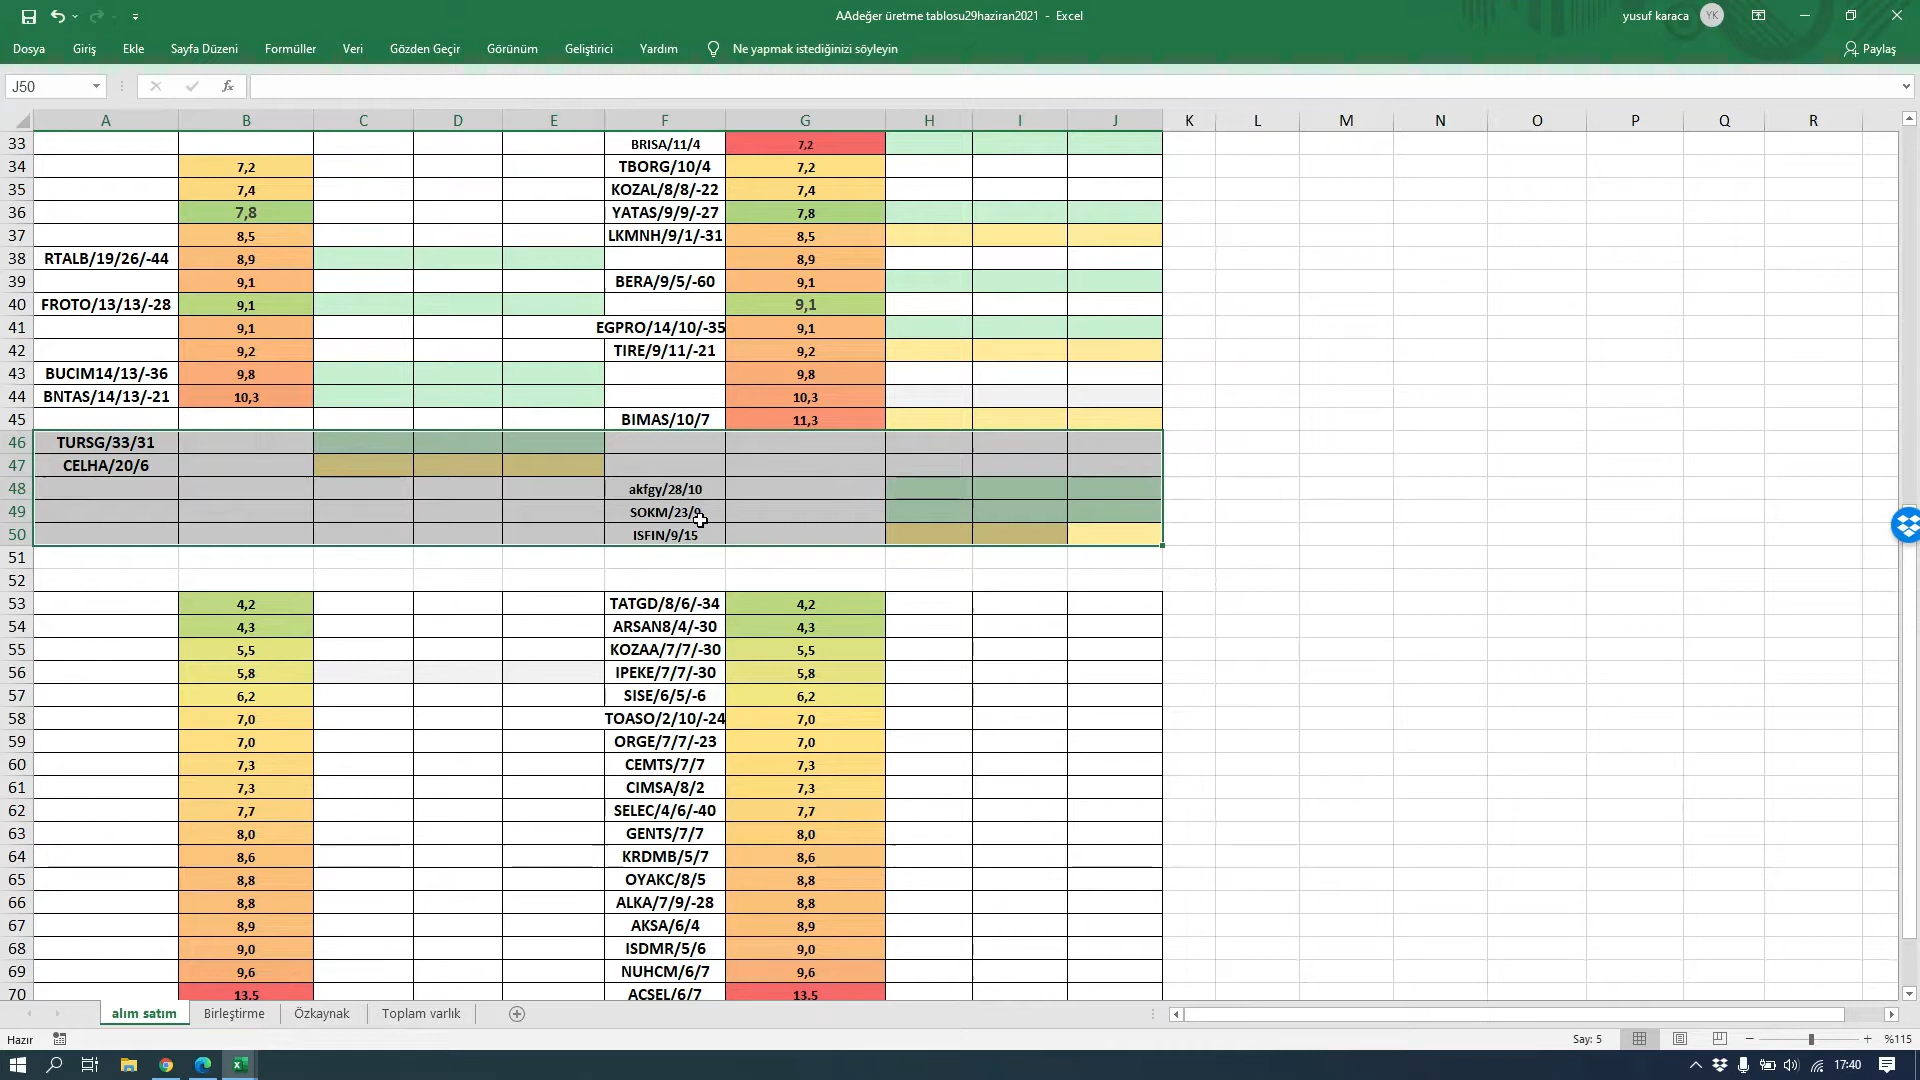 AAdeğer üretme tablosu29haziran2021 - Excel
yusuf karaca YK
Dosya Giriş Ekle Sayfa Düzeni Formüller Veri Gözden Geçir Görünüm Geliştirici Yardım Ne yapmak istediğinizi söyleyin Paylaş
J50 fx
A B C D E F G H I J K L M N O P Q R
33 BRISA/11/4 7,2
34 7,2 TBORG/10/4 7,2
35 7,4 KOZAL/8/8/-22 7,4
36 7,8 YATAS/9/9/-27 7,8
37 8,5 LKMNH/9/1/-31 8,5
38 RTALB/19/26/-44 8,9 8,9
39 9,1 BERA/9/5/-60 9,1
40 FROTO/13/13/-28 9,1 9,1
41 9,1 EGPRO/14/10/-35 9,1
42 9,2 TIRE/9/11/-21 9,2
43 BUCIM14/13/-36 9,8 9,8
44 BNTAS/14/13/-21 10,3 10,3
45 BIMAS/10/7 11,3
46 TURSG/33/31
47 CELHA/20/6
48 akfgy/28/10
49 SOKM/23/9
50 ISFIN/9/15
51
52
53 4,2 TATGD/8/6/-34 4,2
54 4,3 ARSAN8/4/-30 4,3
55 5,5 KOZAA/7/7/-30 5,5
56 5,8 IPEKE/7/7/-30 5,8
57 6,2 SISE/6/5/-6 6,2
58 7,0 TOASO/2/10/-24 7,0
59 7,0 ORGE/7/7/-23 7,0
60 7,3 CEMTS/7/7 7,3
61 7,3 CIMSA/8/2 7,3
62 7,7 SELEC/4/6/-40 7,7
63 8,0 GENTS/7/7 8,0
64 8,6 KRDMB/5/7 8,6
65 8,8 OYAKC/8/5 8,8
66 8,8 ALKA/7/9/-28 8,8
67 8,9 AKSA/6/4 8,9
68 9,0 ISDMR/5/6 9,0
69 9,6 NUHCM/6/7 9,6
70 13,5 ACSEL/6/7 13,5
alım satım Birleştirme Özkaynak Toplam varlık
Hazır Say: 5 %115
17:40